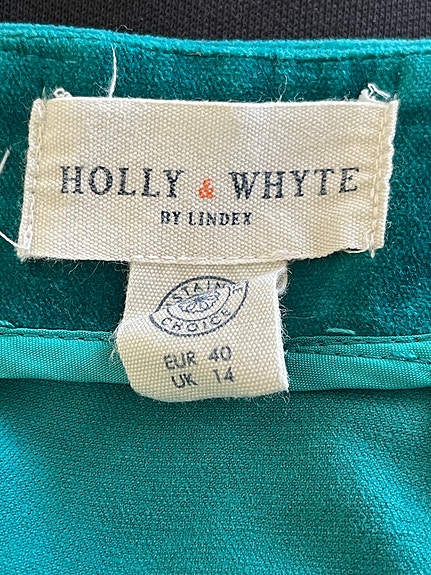 HOLLY & WHYTE
BY LINDEX
CHOICE
EUR 40
UK 14